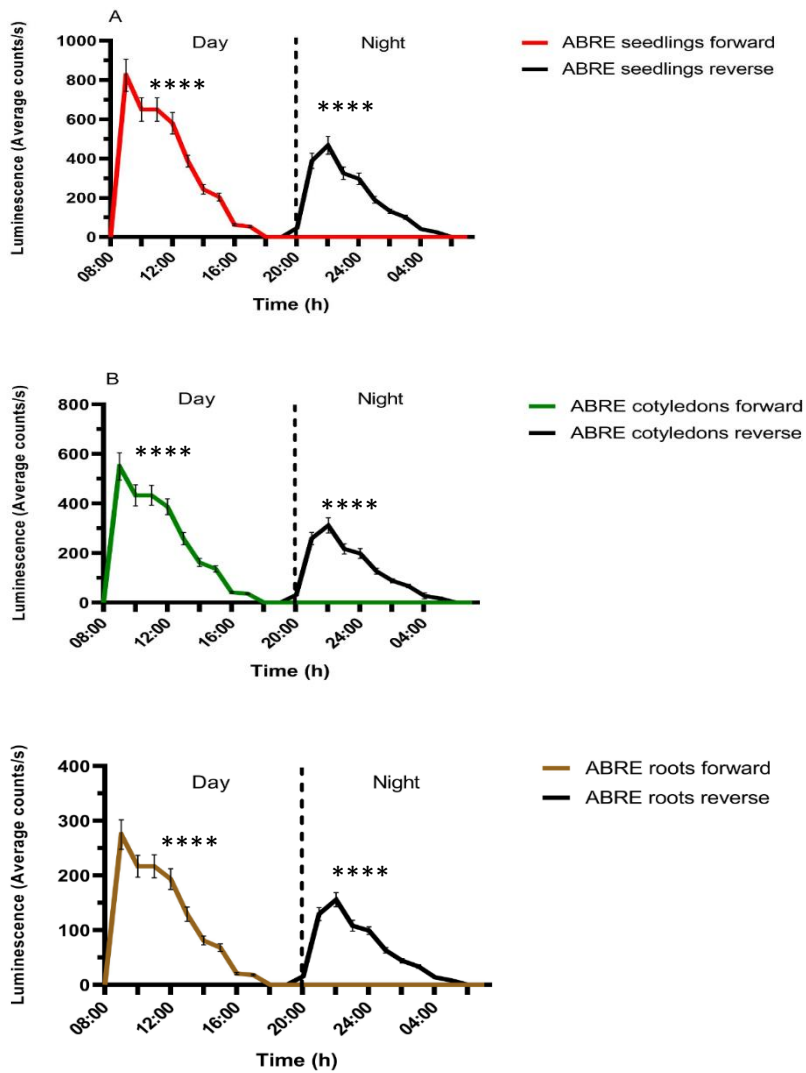 A
Day
Night
ABRE seedlings forward
ABRE seedlings reverse
Luminescence (Average counts/s)
1000
800
600
400
200
0
****
****
08:00
12:00
16:00
20:00
24:00
04:00
Time (h)
B
Day
Night
ABRE cotyledons forward
ABRE cotyledons reverse
Luminescence (Average counts/s)
800
600
400
200
0
****
****
08:00
12:00
16:00
20:00
24:00
04:00
Time (h)
Day
Night
ABRE roots forward
ABRE roots reverse
Luminescence (Average counts/s)
400
300
200
100
0
****
****
08:00
12:00
16:00
20:00
24:00
04:00
Time (h)